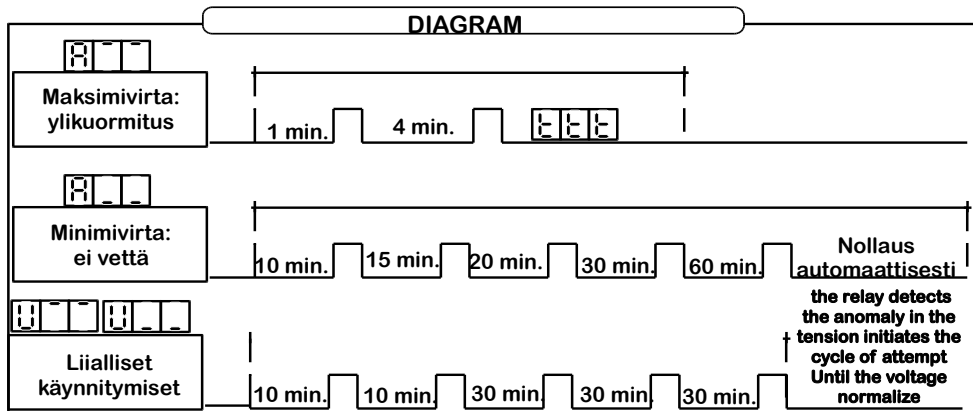 DIAGRAM
A
Maksimivirta:
ylikuormitus
1 min. 4 min. ttt
A _ _
Minimivirta:
ei vettä
10 min. 15 min. 20 min. 30 min. 60 min.
Nollaus
automaattisesti
U U _ _
Liialliset
käynnitymiset
10 min. 10 min. 30 min. 30 min. 30 min.
the relay detects
the anomaly in the
tension initiates the
cycle of attempt
Until the voltage
normalize